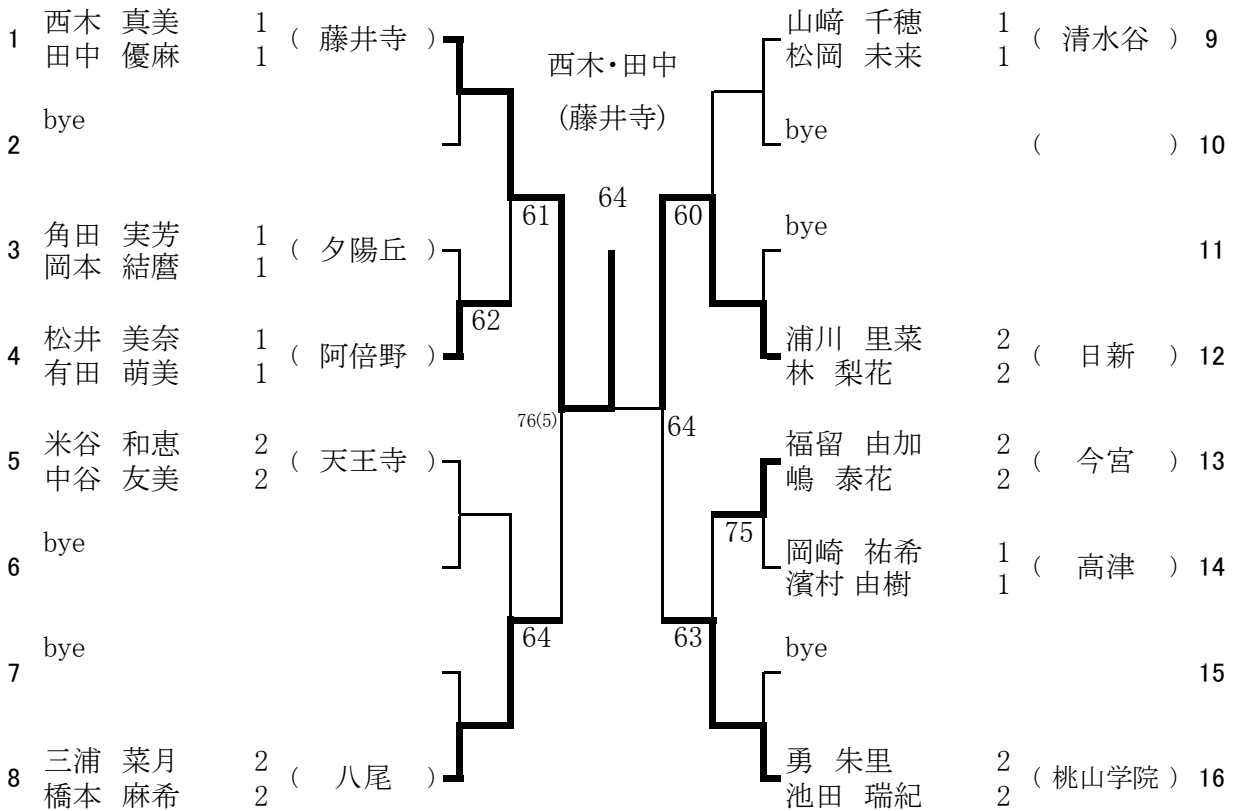 1 西木 真美 1 ( 藤井寺 )
田中 優麻 1
2 bye
3 角田 実芳 1 ( 夕陽丘 )
岡本 結麿 1
4 松井 美奈 1 ( 阿倍野 )
有田 萌美 1
5 米谷 和恵 2 ( 天王寺 )
中谷 友美 2
6 bye
7 bye
8 三浦 菜月 2 ( 八尾 )
橋本 麻希 2
62
61
64
76(5)
西木・田中
(藤井寺)
64
60
64
75
63
山﨑 千穂 1 ( 清水谷 ) 9
松岡 未来 1
bye ( ) 10
bye 11
浦川 里菜 2 ( 日新 ) 12
林 梨花 2
福留 由加 2 ( 今宮 ) 13
嶋 泰花 2
岡崎 祐希 1 ( 高津 ) 14
濱村 由樹 1
bye 15
勇 朱里 2 ( 桃山学院 ) 16
池田 瑞紀 2